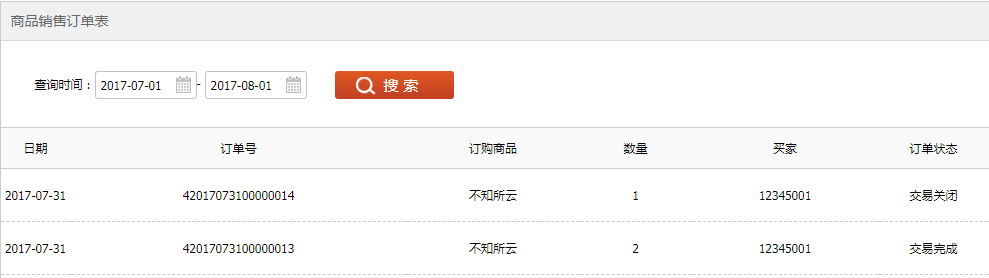 商品销售订单表
查询时间：2017-07-01 - 2017-08-01 搜 索
日期 订单号 订购商品 数量 买家 订单状态
2017-07-31 42017073100000014 不知所云 1 12345001 交易关闭
2017-07-31 42017073100000013 不知所云 2 12345001 交易完成